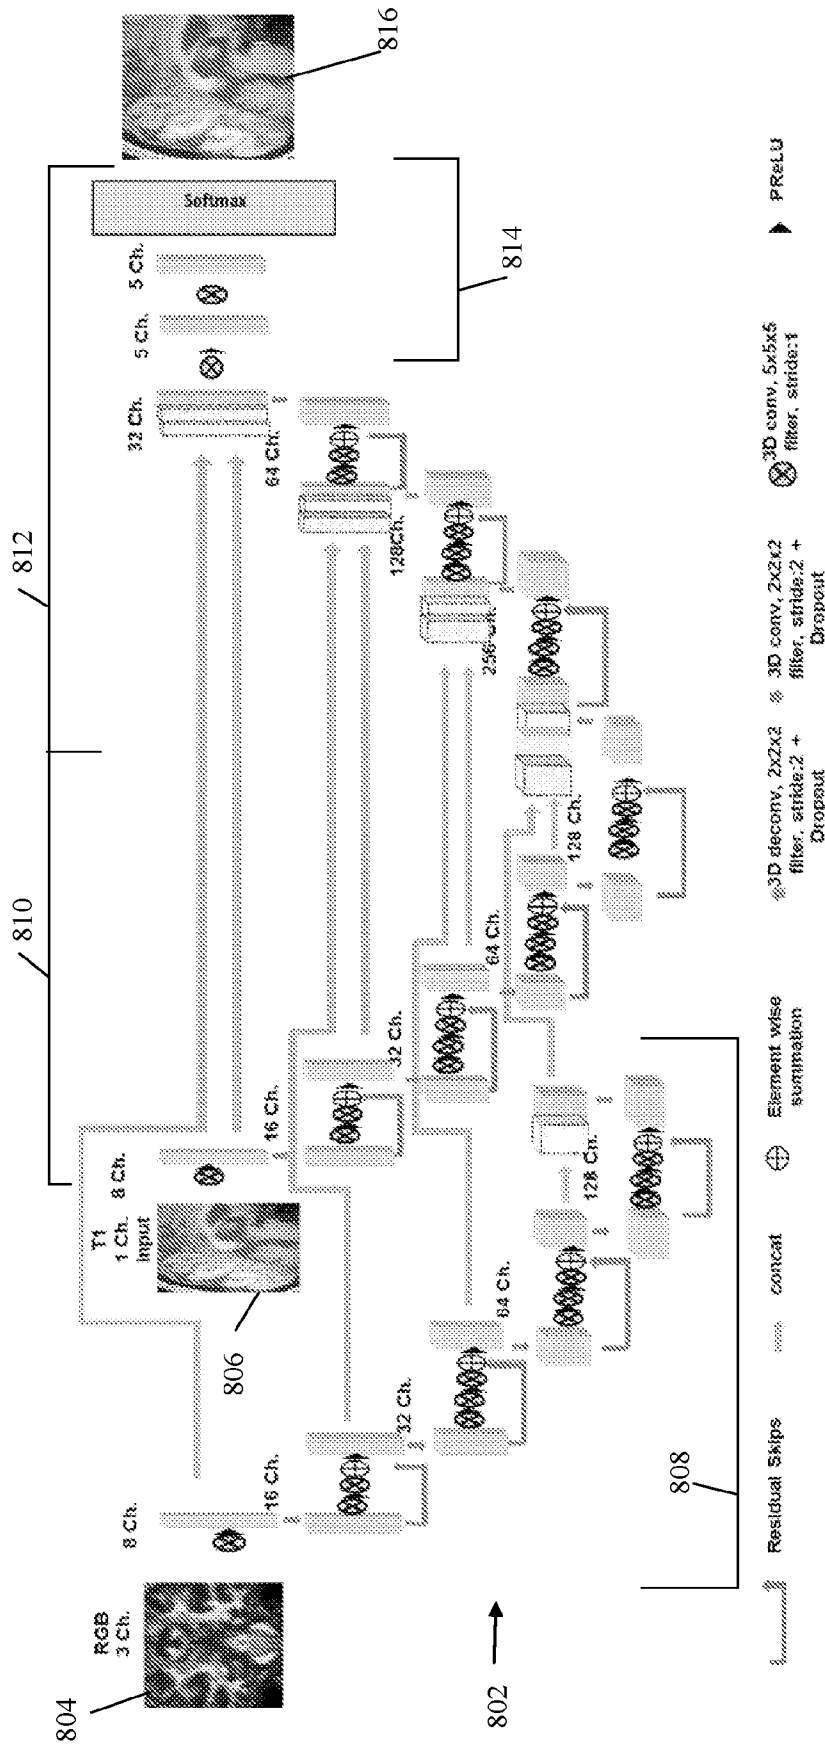 804
RGB
3 Ch.
8 Ch.
16 Ch.
32 Ch.
64 Ch.
128 Ch.
802
808
806
T1
1 Ch.
Input
8 Ch.
16 Ch.
32 Ch.
64 Ch.
128 Ch.
810
812
256 Ch.
128Ch.
64 Ch.
32 Ch.
5 Ch.
5 Ch.
Softmax
814
816
Residual Skips
concat
Element wise
summation
3D deconv, 2x2x2
filter, stride:2 +
Dropout
3D conv, 2x2x2
filter, stride:2 +
Dropout
3D conv, 5x5x5
filter, stride:1
PReLU